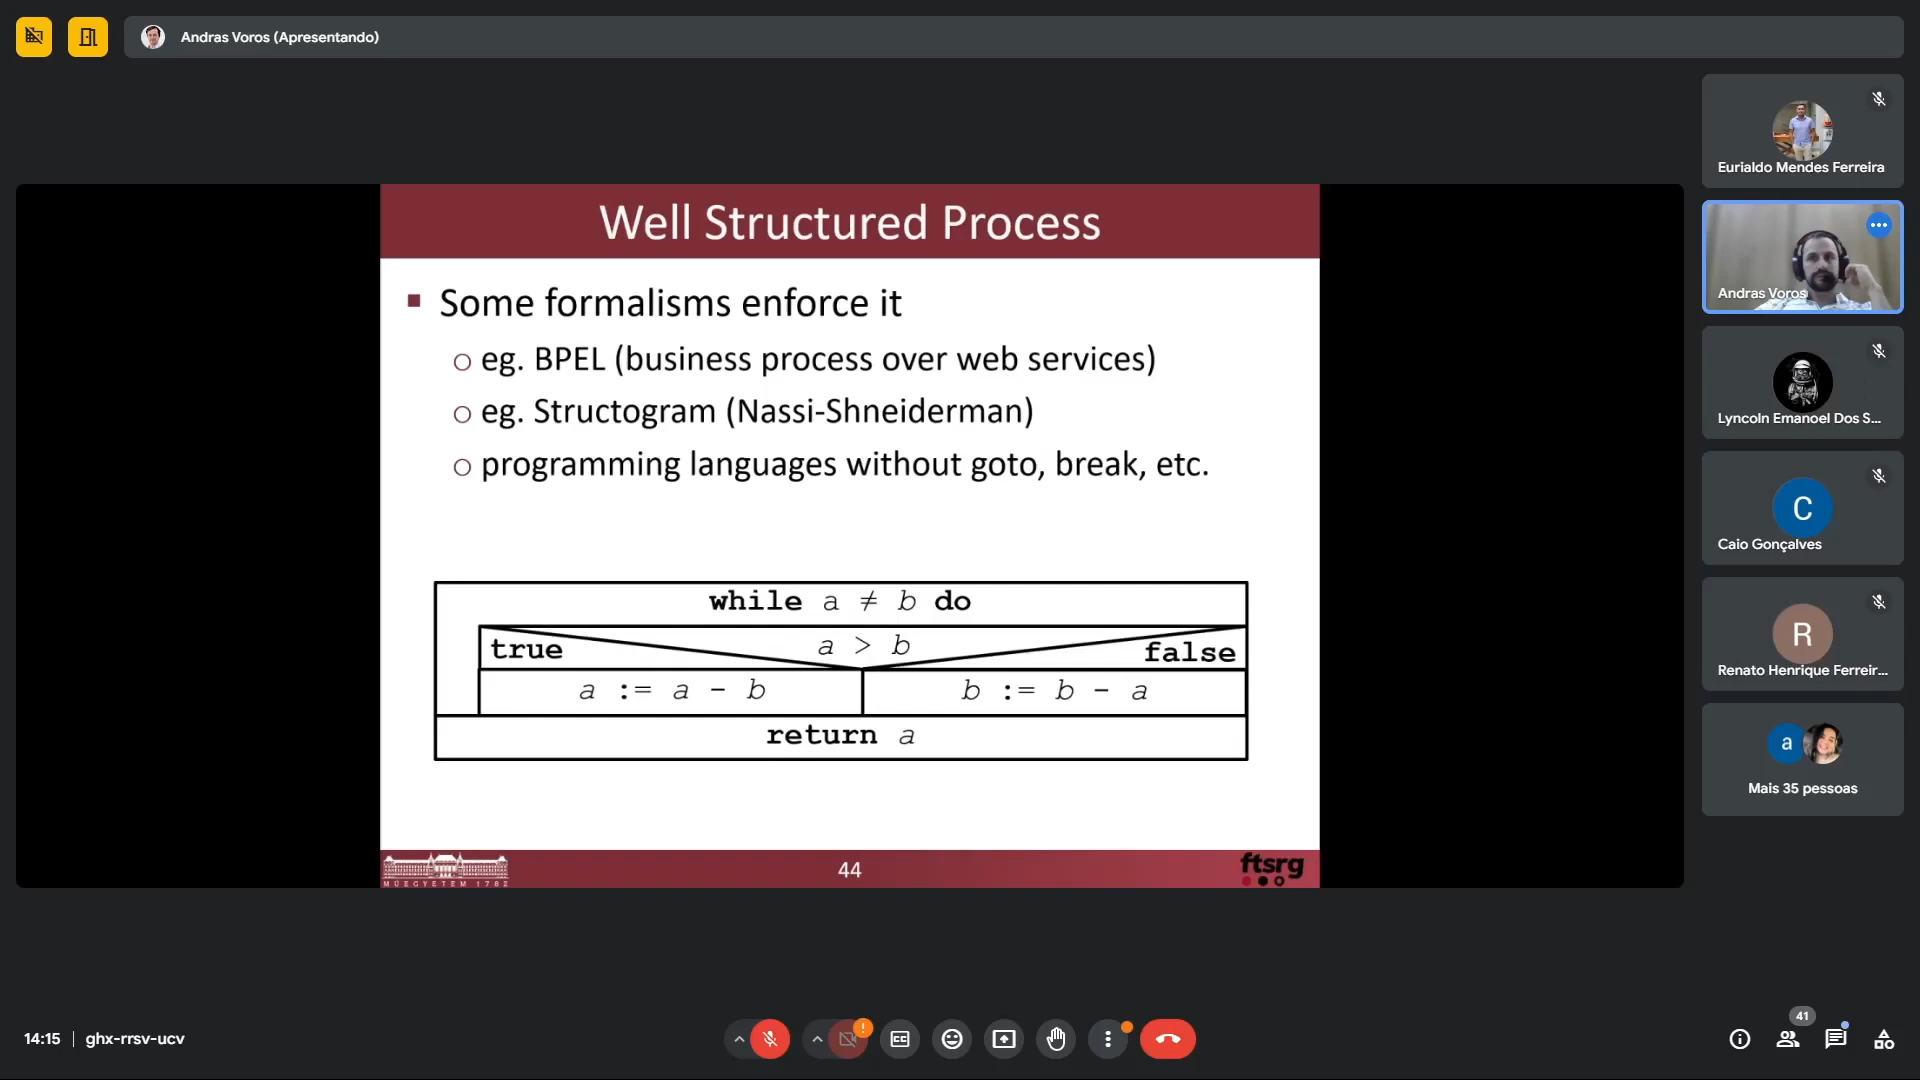 Andras Voros (Apresentando)
Eurialdo Mendes Ferreira
Andras Voros
Lyncoln Emanoel Dos S...
C
Caio Gonçalves
R
Renato Henrique Ferreir...
a
Mais 35 pessoas
Well Structured Process
Some formalisms enforce it
eg. BPEL (business process over web services)
eg. Structogram (Nassi-Shneiderman)
programming languages without goto, break, etc.
while a ≠ b do
true a > b false
a := a - b b := b - a
return a
MŰEGYETEM 1782
44
ftsrg
14:15 | ghx-rrsv-ucv
41